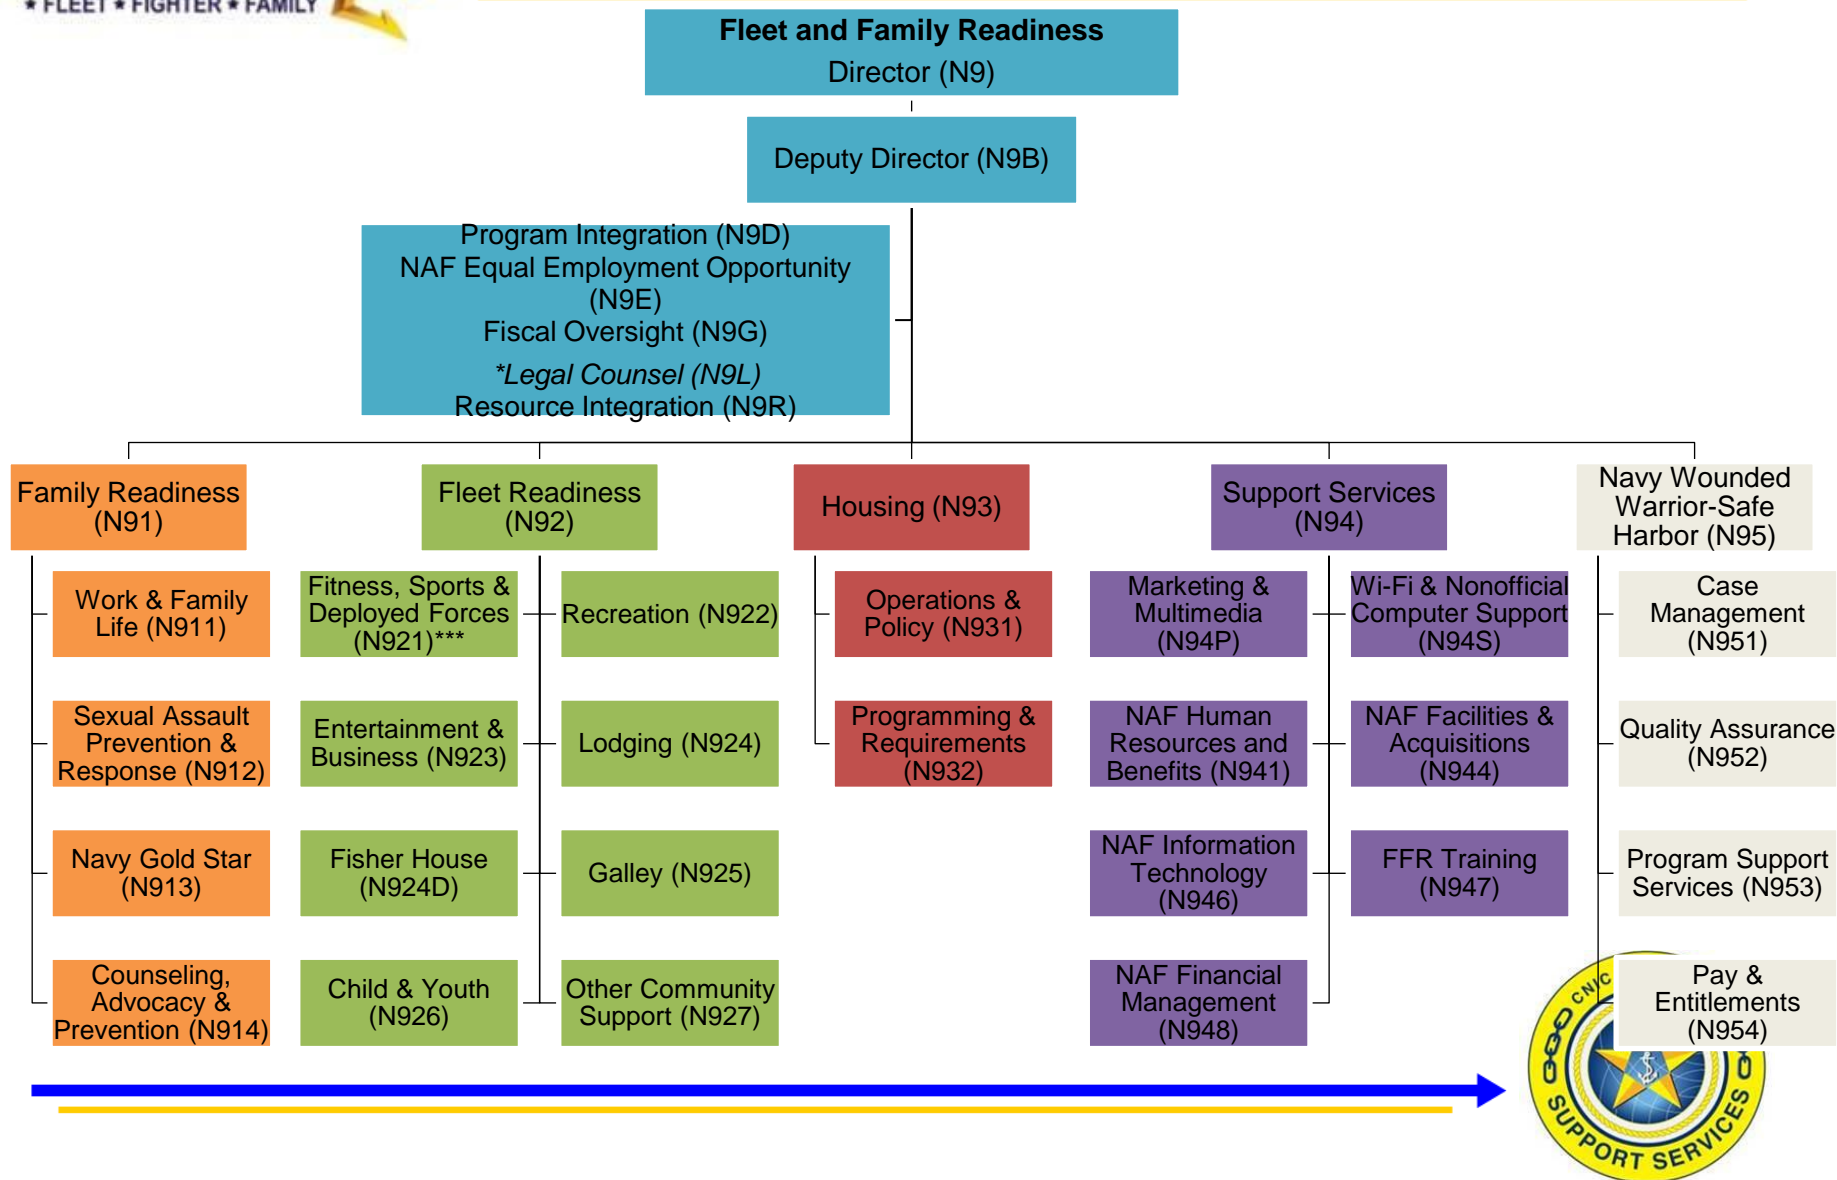 ★ FLEET ★ FIGHTER ★ FAMILY
Fleet and Family Readiness
Director (N9)
Deputy Director (N9B)
Program Integration (N9D)
NAF Equal Employment Opportunity
(N9E)
Fiscal Oversight (N9G)
*Legal Counsel (N9L)
Resource Integration (N9R)
Family Readiness
(N91)
Fleet Readiness
(N92)
Housing (N93)
Support Services
(N94)
Navy Wounded
Warrior-Safe
Harbor (N95)
Work & Family
Life (N911)
Fitness, Sports &
Deployed Forces
(N921)***
Recreation (N922)
Operations &
Policy (N931)
Marketing &
Multimedia
(N94P)
Wi-Fi & Nonofficial
Computer Support
(N94S)
Case
Management
(N951)
Sexual Assault
Prevention &
Response (N912)
Entertainment &
Business (N923)
Lodging (N924)
Programming &
Requirements
(N932)
NAF Human
Resources and
Benefits (N941)
NAF Facilities &
Acquisitions
(N944)
Quality Assurance
(N952)
Navy Gold Star
(N913)
Fisher House
(N924D)
Galley (N925)
NAF Information
Technology
(N946)
FFR Training
(N947)
Program Support
Services (N953)
Counseling,
Advocacy &
Prevention (N914)
Child & Youth
(N926)
Other Community
Support (N927)
NAF Financial
Management
(N948)
Pay &
Entitlements
(N954)
CNIC
SUPPORT SERVICES